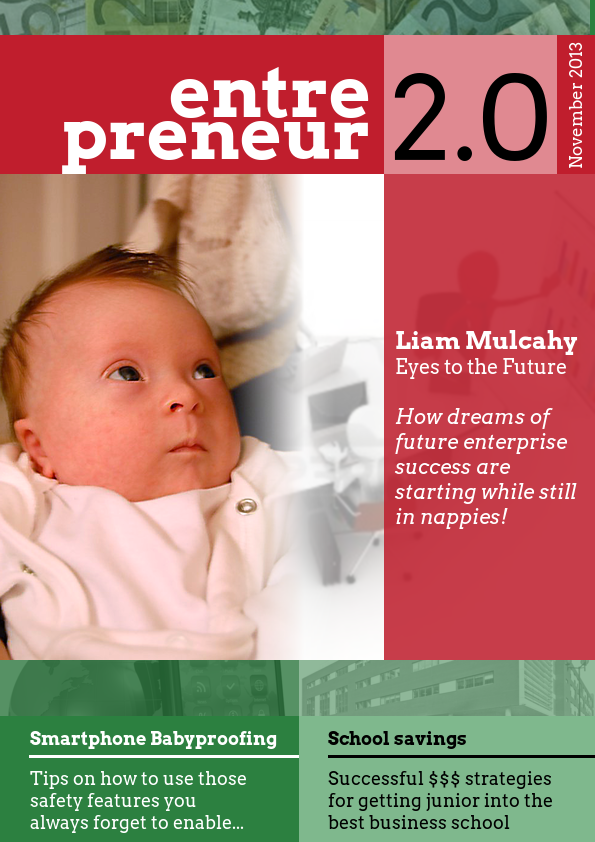 entre
preneur
2.0
November 2013
Liam Mulcahy
Eyes to the Future
How dreams of
future enterprise
success are
starting while still
in nappies!
Smartphone Babyproofing
Tips on how to use those
safety features you
always forget to enable...
School savings
Successful $$$ strategies
for getting junior into the
best business school